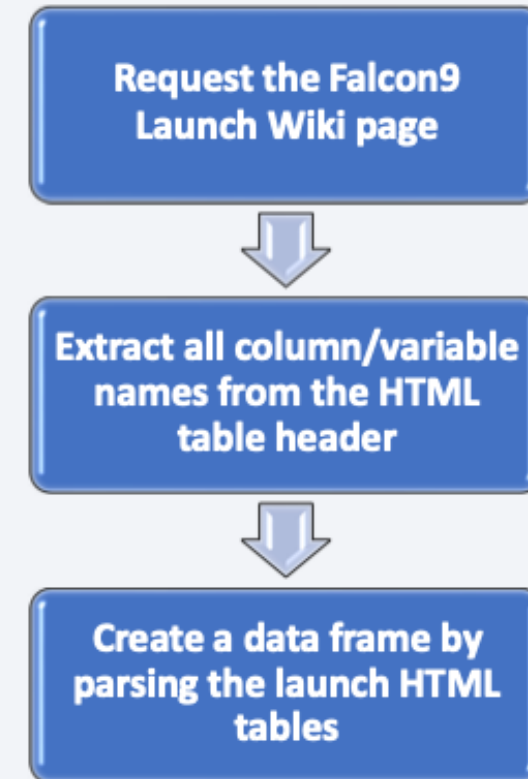 Request the Falcon9
Launch Wiki page
Extract all column/variable
names from the HTML
table header
Create a data frame by
parsing the launch HTML
tables